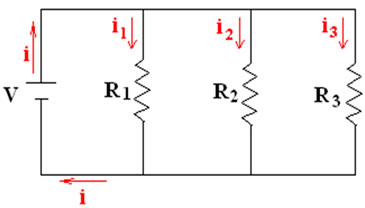 i₁ i₂ i₃
i
V R1 R2 R3
i